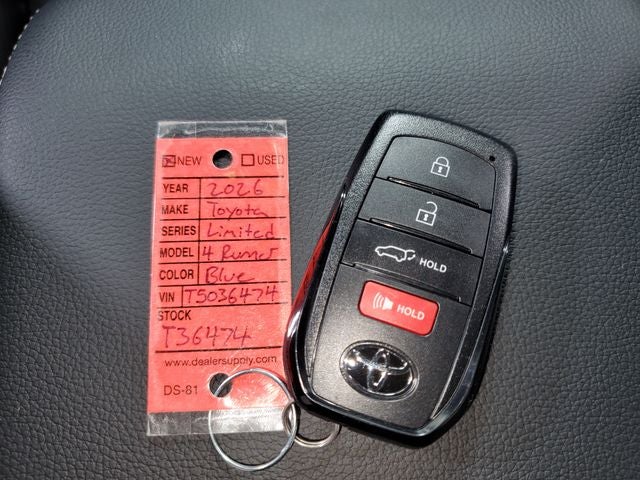 ☒ NEW ☐ USED
YEAR 2026
MAKE Toyota
SERIES Limited
MODEL 4 Runner
COLOR Blue
VIN T5036474
STOCK
T36474
www.dealersupply.com
DS-81
HOLD
HOLD